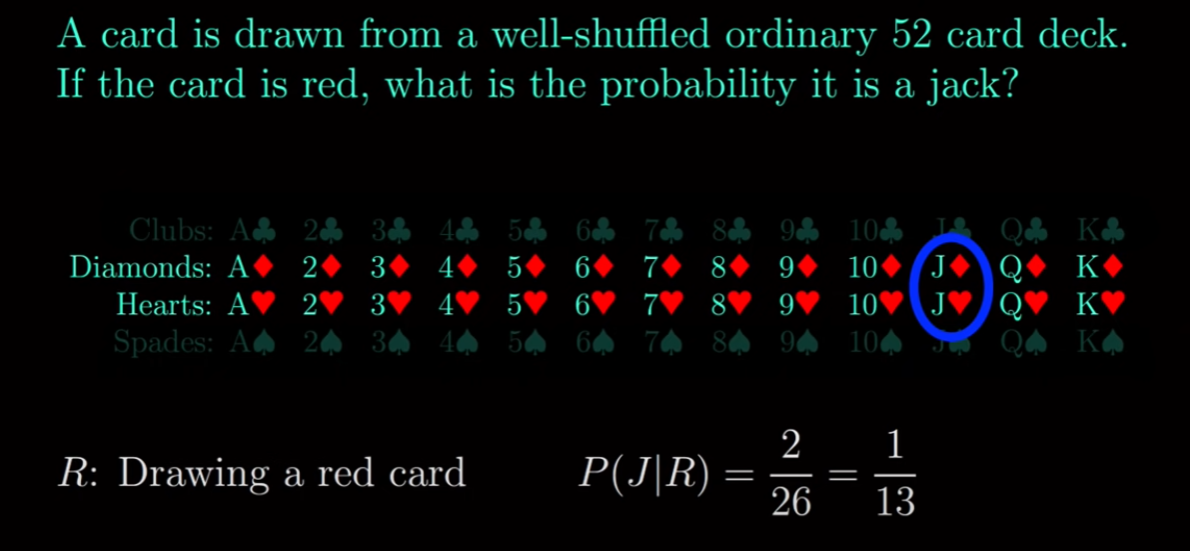 A card is drawn from a well-shuffled ordinary 52 card deck.
If the card is red, what is the probability it is a jack?
Clubs: A♣ 2♣ 3♣ 4♣ 5♣ 6♣ 7♣ 8♣ 9♣ 10♣ J♣ Q♣ K♣
Diamonds: A♦ 2♦ 3♦ 4♦ 5♦ 6♦ 7♦ 8♦ 9♦ 10♦ J♦ Q♦ K♦
Hearts: A♥ 2♥ 3♥ 4♥ 5♥ 6♥ 7♥ 8♥ 9♥ 10♥ J♥ Q♥ K♥
Spades: A♠ 2♠ 3♠ 4♠ 5♠ 6♠ 7♠ 8♠ 9♠ 10♠ J♠ Q♠ K♠
R: Drawing a red card P(J|R) = 2/26 = 1/13